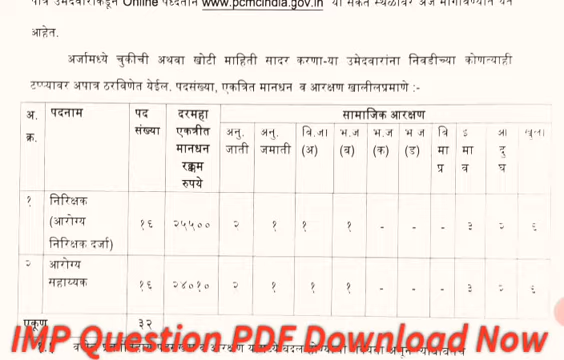 पात्र उमेदवारांकडून Online पध्दतीने www.pcmcindia.gov.in या संकेत स्थळावर अर्ज मागविण्यात येत
आहेत.
अर्जामध्ये चुकीची अथवा खोटी माहिती सादर करणा-या उमेदवारांना निवडीच्या कोणत्याही
टप्प्यावर अपात्र ठरविणेत येईल. पदसंख्या, एकत्रित मानधन व आरक्षण खालीलप्रमाणे :-
अ. क्र. पदनाम पद संख्या दरमहा एकत्रीत मानधन रक्कम रुपये सामाजिक आरक्षण
अनु. जाती अनु. जमाती वि.जा (अ) भ.ज (ब) भ.ज (क) भ.ज (ड) वि मा प्र इ मा व आ दु घ खुला
१ निरिक्षक (आरोग्य निरिक्षक दर्जा) १६ २५५०० २ १ १ १ - - - ३ २ ६
२ आरोग्य सहाय्यक १६ २४०१० २ १ १ १ - - - ३ २ ६
एकूण ३२
IMP Question PDF Download Now